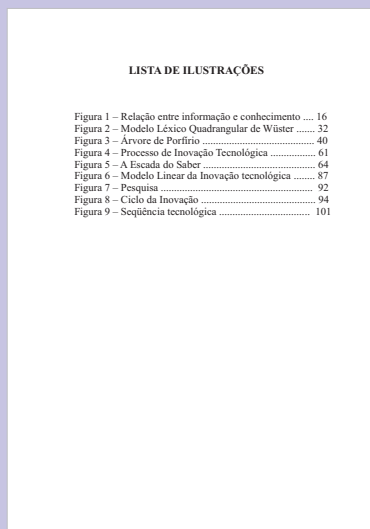 LISTA DE ILUSTRAÇÕES
Figura 1 – Relação entre informação e conhecimento .... 16
Figura 2 – Modelo Léxico Quadrangular de Wüster ....... 32
Figura 3 – Árvore de Porfírio ......................................... 40
Figura 4 – Processo de Inovação Tecnológica ................. 61
Figura 5 – A Escada do Saber ......................................... 64
Figura 6 – Modelo Linear da Inovação tecnológica ........ 87
Figura 7 – Pesquisa ....................................................... 92
Figura 8 – Ciclo da Inovação .......................................... 94
Figura 9 – Seqüência tecnológica ................................. 101